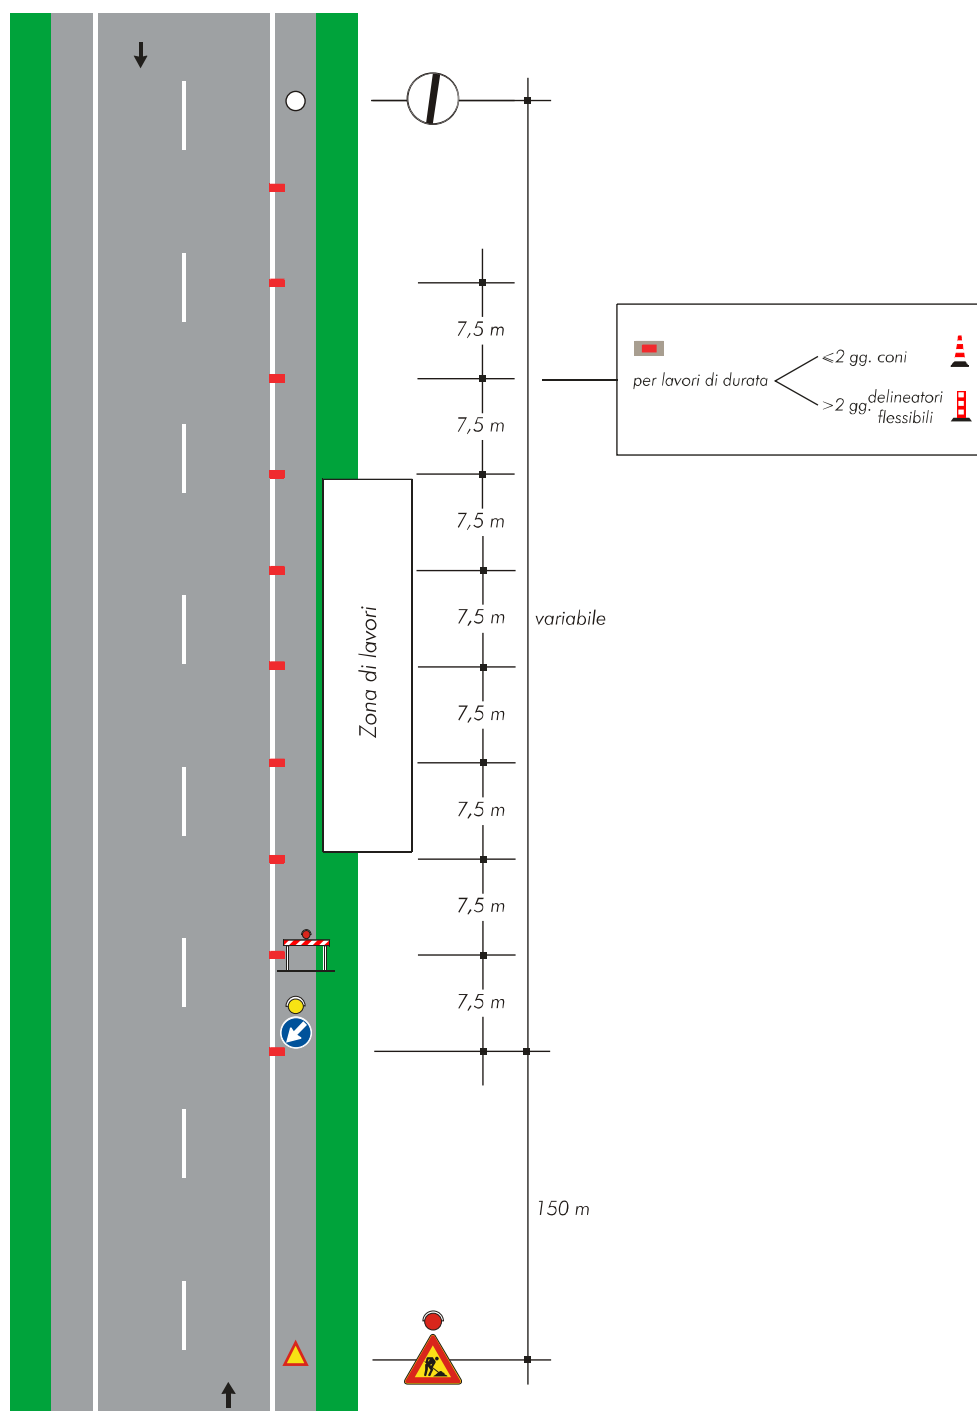 7,5 m
7,5 m
7,5 m
7,5 m
7,5 m
7,5 m
7,5 m
7,5 m
variabile
150 m
Zona di lavori
per lavori di durata
⩽2 gg. coni
>2 gg. delineatori
flessibili